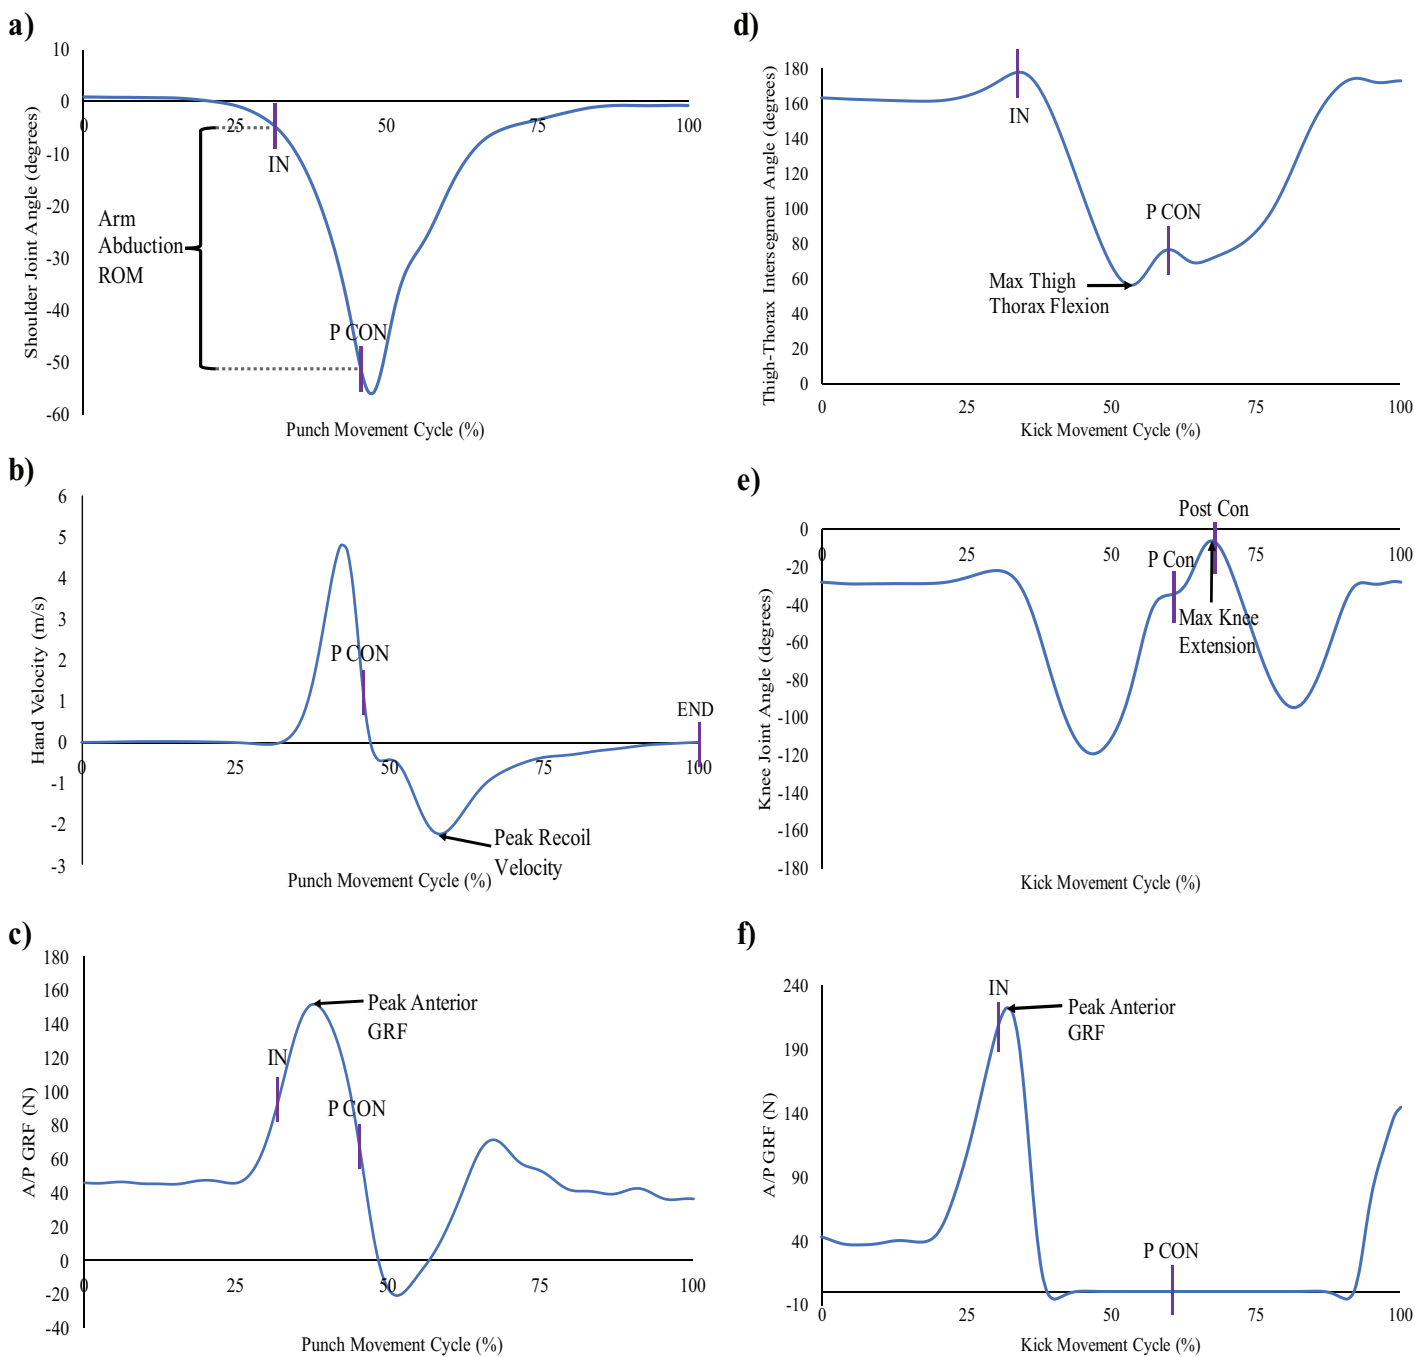 a)
10
0
-10
-20
-30
-40
-50
-60
Shoulder Joint Angle (degrees)
0
25
50
75
100
IN
Arm
Abduction
ROM
P CON
Punch Movement Cycle (%)
b)
6
5
4
3
2
1
0
-1
-2
-3
Hand Velocity (m/s)
0
25
50
75
100
P CON
END
Peak Recoil
Velocity
Punch Movement Cycle (%)
c)
180
160
140
120
100
80
60
40
20
0
-20
-40
A/P GRF (N)
0
25
50
75
100
IN
Peak Anterior
GRF
P CON
Punch Movement Cycle (%)
d)
180
160
140
120
100
80
60
40
20
0
Thigh-Thorax Intersegment Angle (degrees)
0
25
50
75
100
IN
P CON
Max Thigh
Thorax Flexion
Kick Movement Cycle (%)
e)
0
-20
-40
-60
-80
-100
-120
-140
-160
-180
Knee Joint Angle (degrees)
0
25
50
75
100
Post Con
P Con
Max Knee
Extension
Kick Movement Cycle (%)
f)
240
190
140
90
40
-10
A/P GRF (N)
0
25
50
75
100
IN
Peak Anterior
GRF
P CON
Kick Movement Cycle (%)